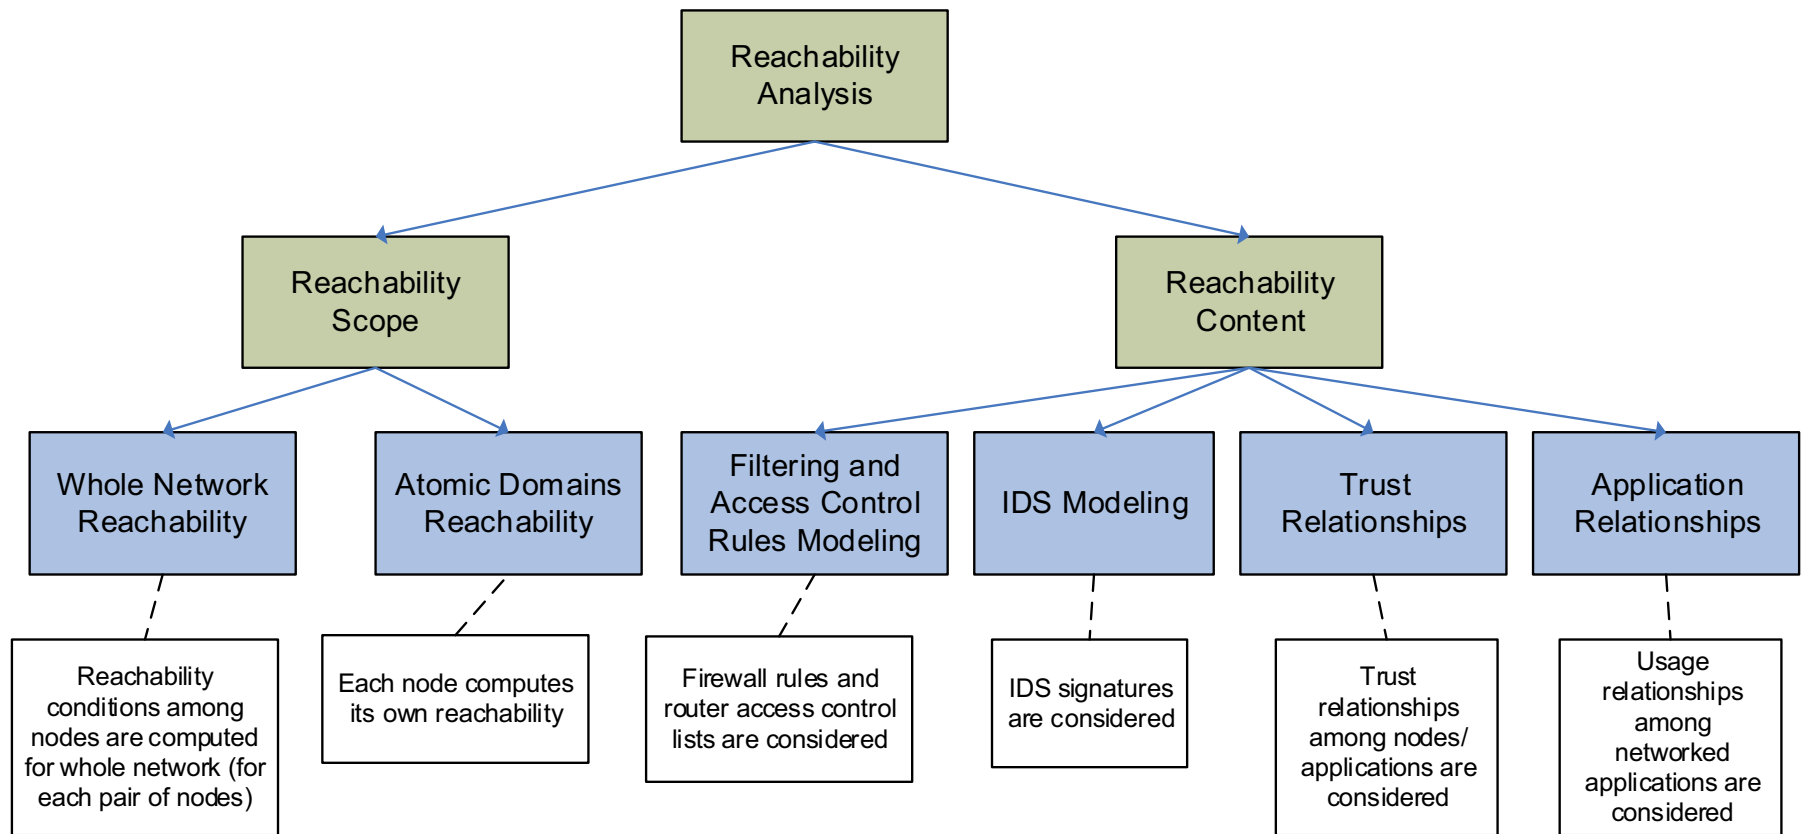 Reachability
Analysis
Reachability
Scope
Reachability
Content
Whole Network
Reachability
Atomic Domains
Reachability
Filtering and
Access Control
Rules Modeling
IDS Modeling
Trust
Relationships
Application
Relationships
Reachability
conditions among
nodes are computed
for whole network (for
each pair of nodes)
Each node computes
its own reachability
Firewall rules and
router access control
lists are considered
IDS signatures
are considered
Trust
relationships
among nodes/
applications are
considered
Usage
relationships
among
networked
applications are
considered